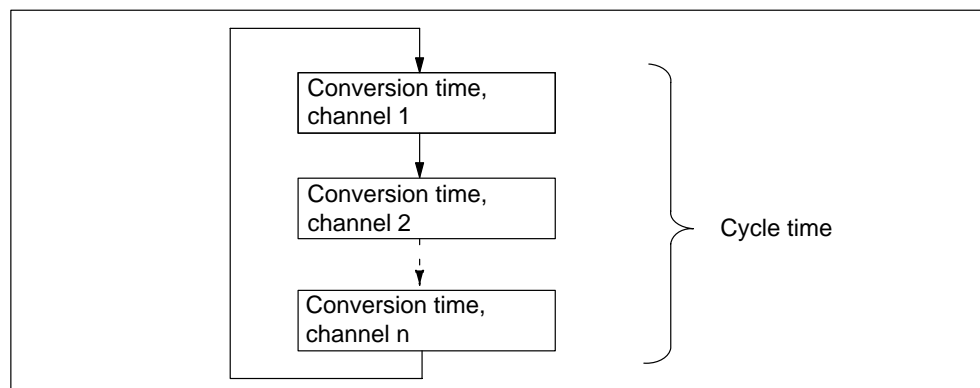 Conversion time,
channel 1
Conversion time,
channel 2
Cycle time
Conversion time,
channel n